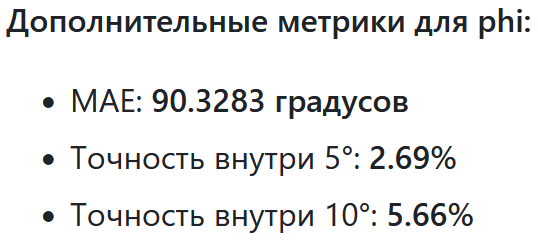 Дополнительные метрики для phi:
• MAE: 90.3283 градусов
• Точность внутри 5°: 2.69%
• Точность внутри 10°: 5.66%